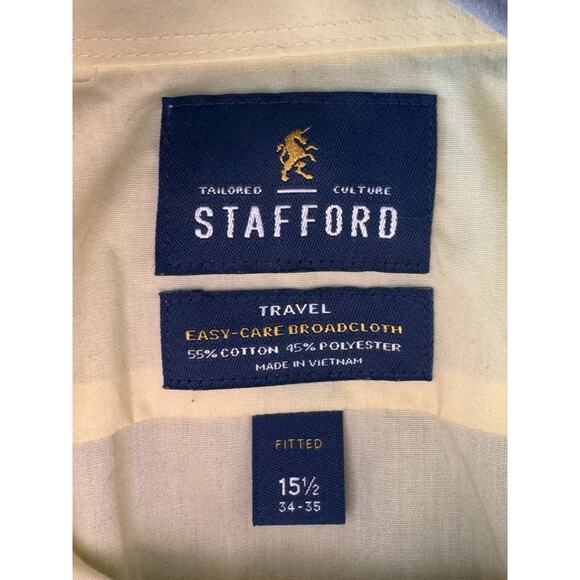 TAILORED CULTURE
STAFFORD
TRAVEL
EASY-CARE BROADCLOTH
55% COTTON 45% POLYESTER
MADE IN VIETNAM
FITTED
15½
34-35